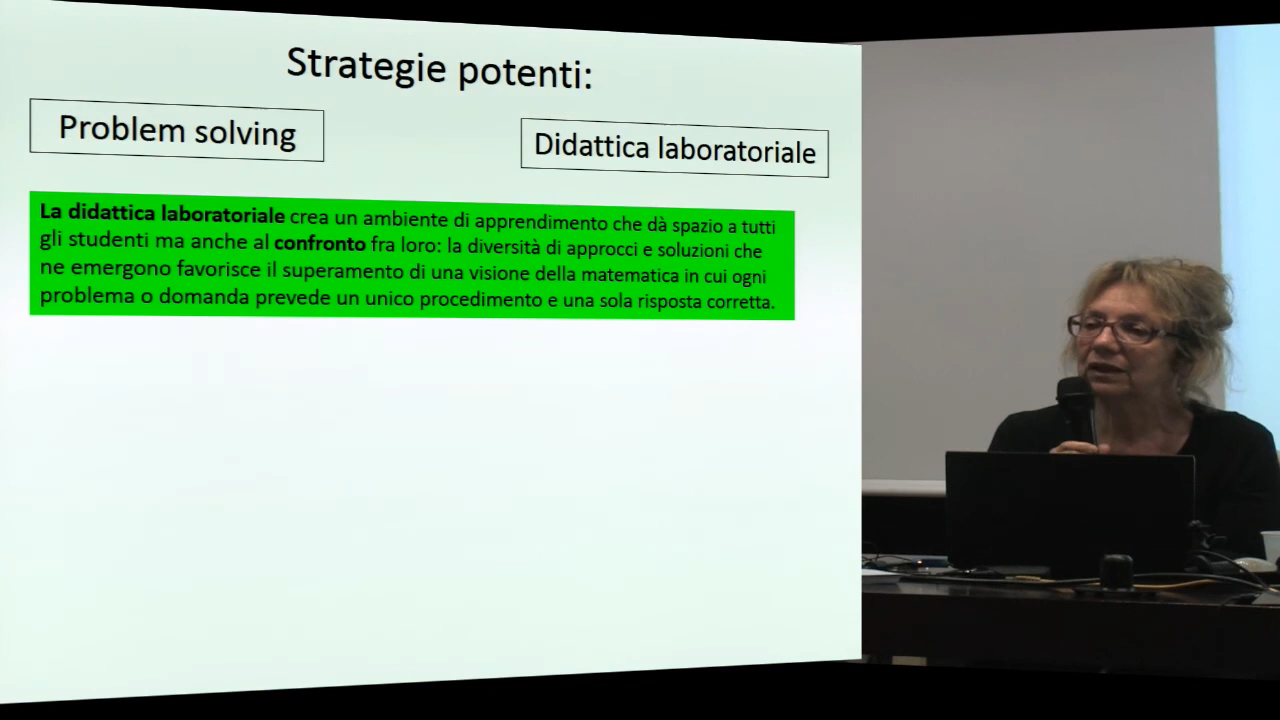 Strategie potenti:
Problem solving
Didattica laboratoriale
La didattica laboratoriale crea un ambiente di apprendimento che dà spazio a tutti
gli studenti ma anche al confronto fra loro: la diversità di approcci e soluzioni che
ne emergono favorisce il superamento di una visione della matematica in cui ogni
problema o domanda prevede un unico procedimento e una sola risposta corretta.